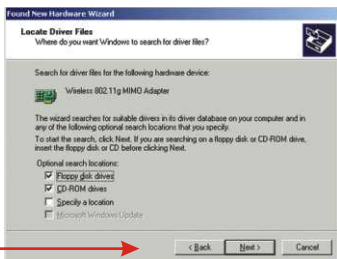 Found New Hardware Wizard
Locate Driver Files
Where do you want Windows to search for driver files?
Search for driver files for the following hardware device:
Wireless 802.11g MIMO Adapter
The wizard searches for suitable drivers in its driver database on your computer and in
any of the following optional search locations that you specify.
To start the search, click Next. If you are searching on a floppy disk or CD-ROM drive,
insert the floppy disk or CD before clicking Next.
Optional search locations:
Floppy disk drives
CD-ROM drives
Specify a location
Microsoft Windows Update
< Back Next > Cancel